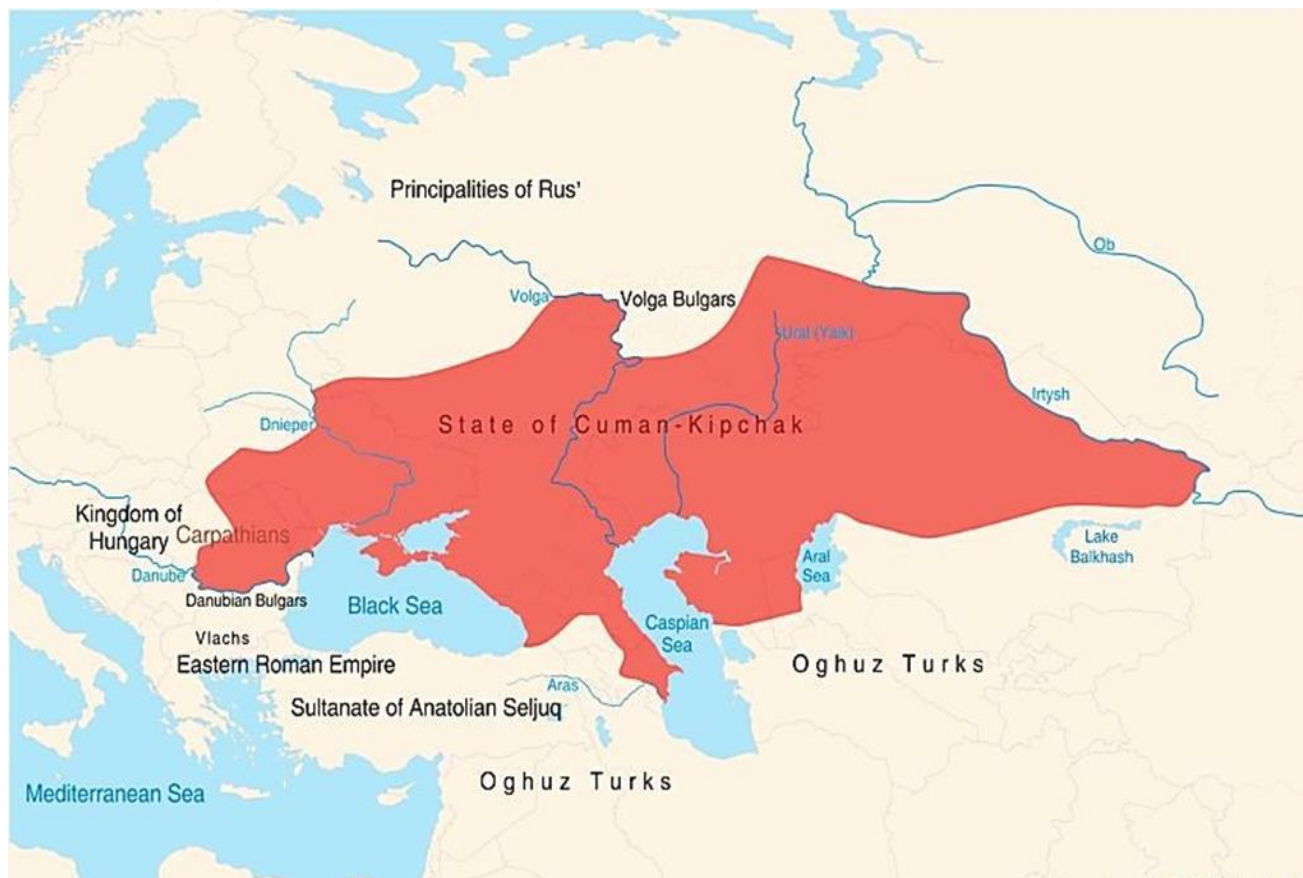 Principalities of Rus'
Ob
Volga
Volga Bulgars
Ural (Yaik)
Irtysh
Dnieper
State of Cuman-Kipchak
Kingdom of
Hungary
Carpathians
Danube
Danubian Bulgars
Black Sea
Aral
Sea
Lake
Balkhash
Vlachs
Caspian
Sea
Eastern Roman Empire
Oghuz Turks
Aras
Sultanate of Anatolian Seljuq
Oghuz Turks
Mediterranean Sea